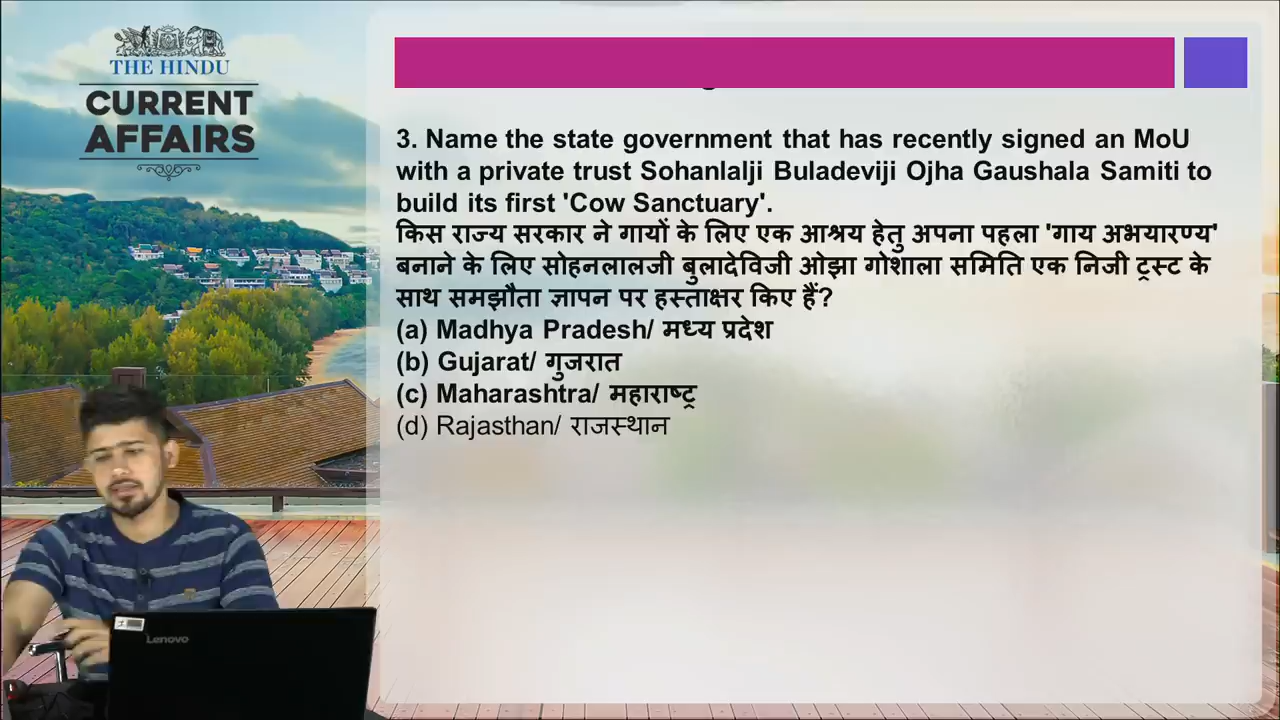 THE HINDU
CURRENT
AFFAIRS
3. Name the state government that has recently signed an MoU
with a private trust Sohanlalji Buladeviji Ojha Gaushala Samiti to
build its first 'Cow Sanctuary'.
किस राज्य सरकार ने गायों के लिए एक आश्रय हेतु अपना पहला 'गाय अभयारण्य'
बनाने के लिए सोहनलालजी बुलादेविजी ओझा गोशाला समिति एक निजी ट्रस्ट के
साथ समझौता ज्ञापन पर हस्ताक्षर किए हैं?
(a) Madhya Pradesh/ मध्य प्रदेश
(b) Gujarat/ गुजरात
(c) Maharashtra/ महाराष्ट्र
(d) Rajasthan/ राजस्थान
Lenovo